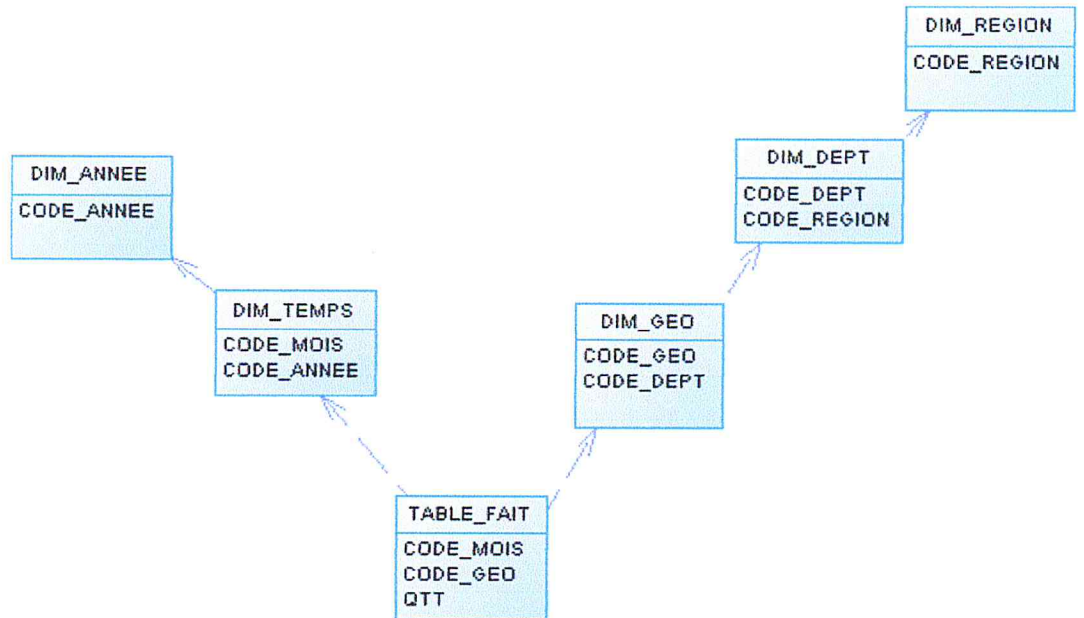 DIM_REGION
CODE_REGION
DIM_DEPT
CODE_DEPT
CODE_REGION
DIM_ANNEE
CODE_ANNEE
DIM_TEMPS
CODE_MOIS
CODE_ANNEE
DIM_GEO
CODE_GEO
CODE_DEPT
TABLE_FAIT
CODE_MOIS
CODE_GEO
QTT